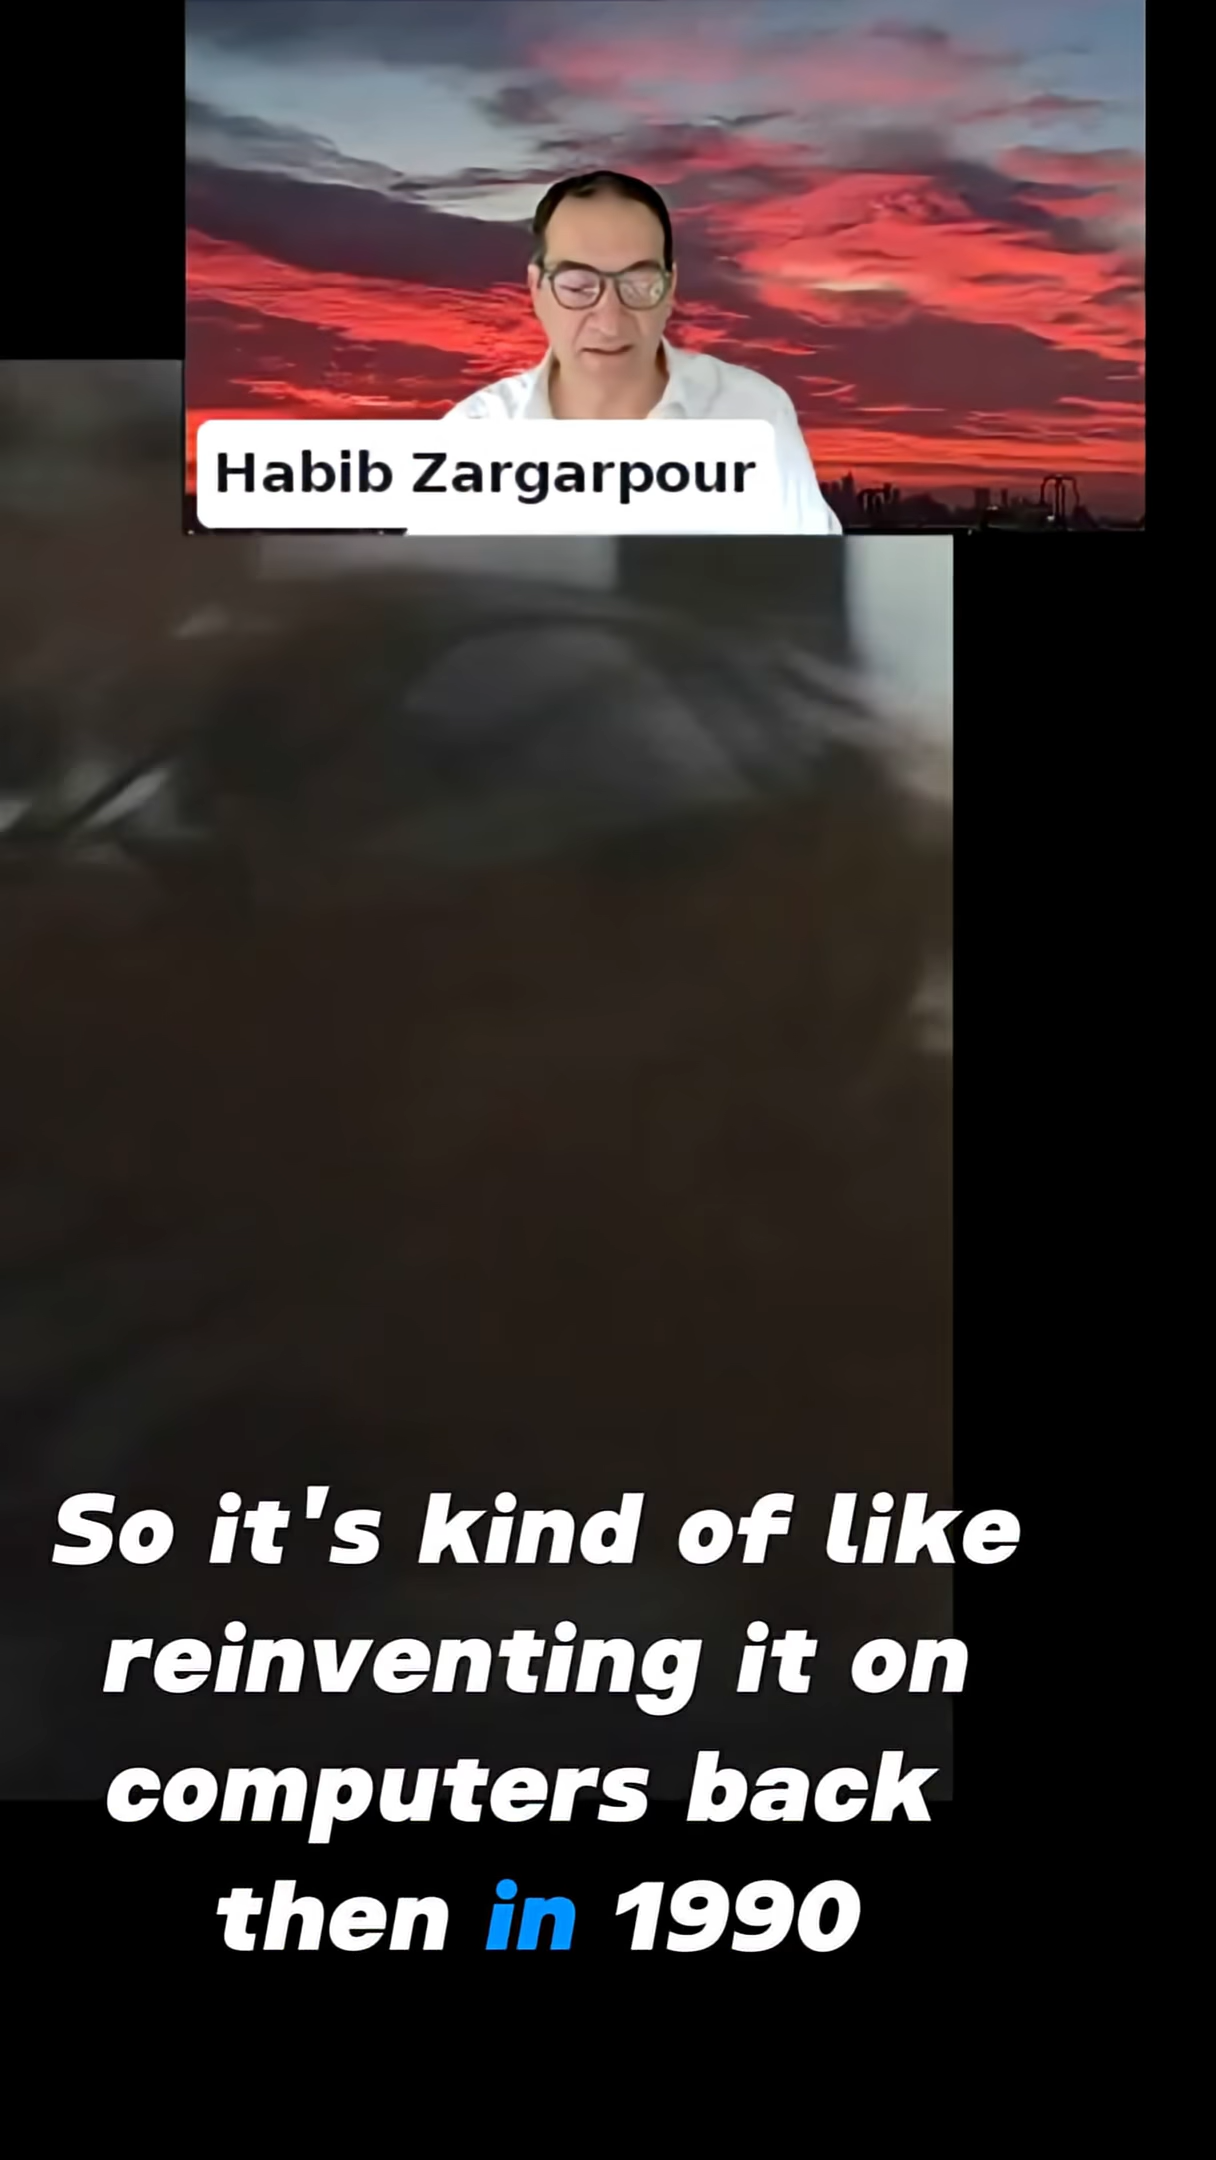 Habib Zargarpour
So it's kind of like
reinventing it on
computers back
then in 1990